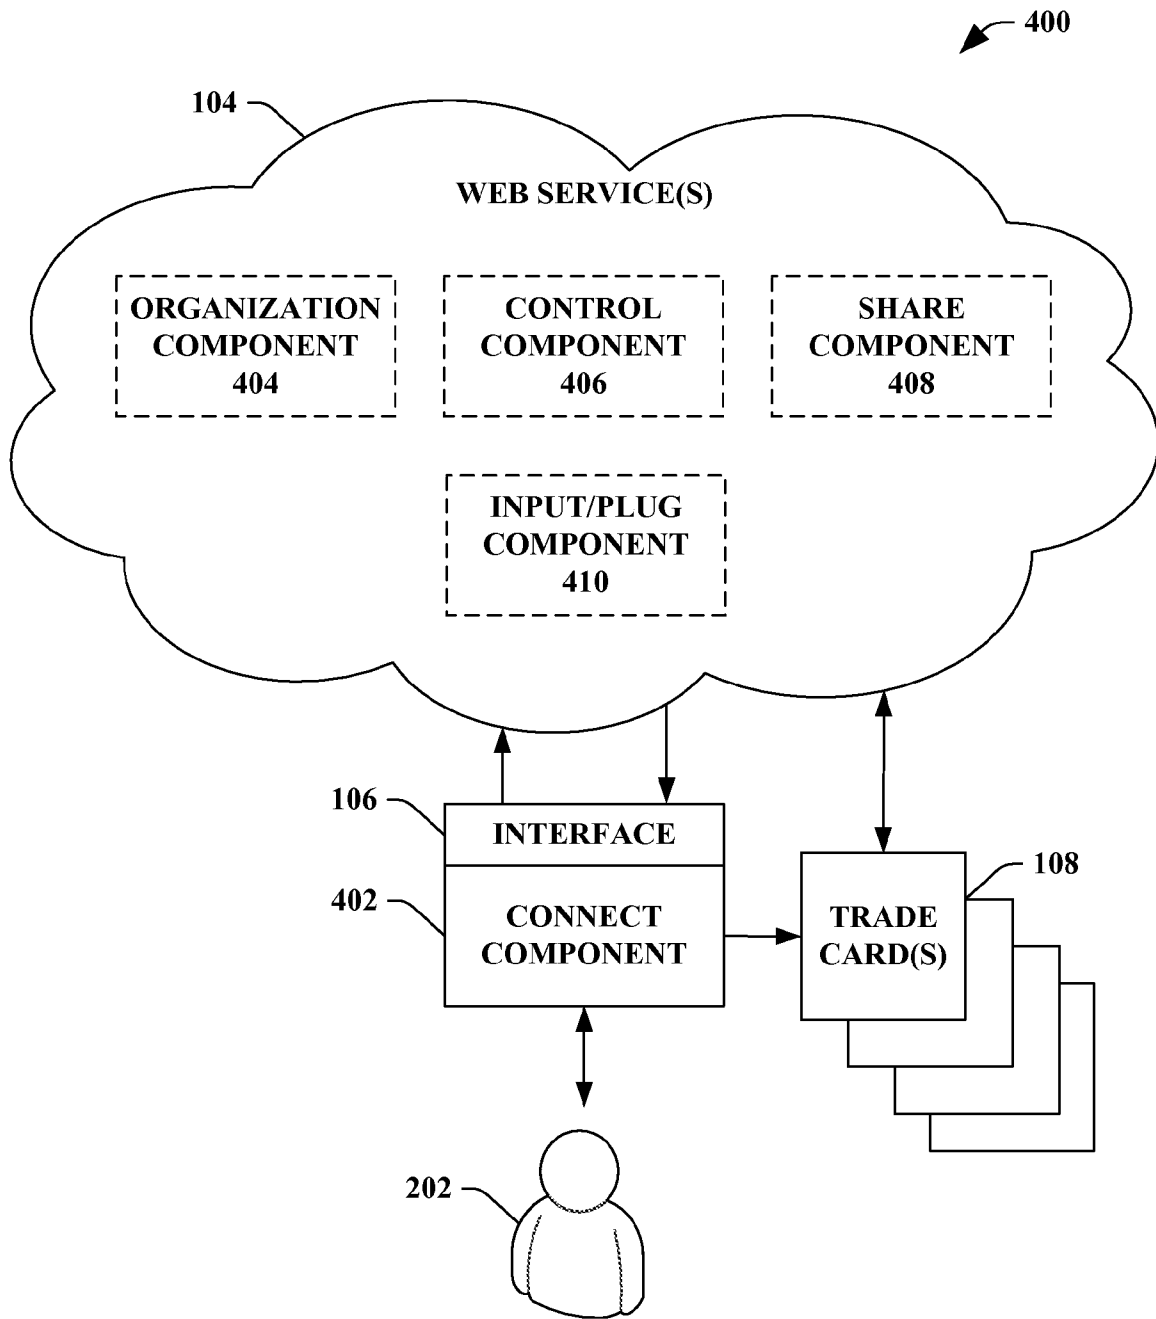 400
104
WEB SERVICE(S)
ORGANIZATION
COMPONENT
404
CONTROL
COMPONENT
406
SHARE
COMPONENT
408
INPUT/PLUG
COMPONENT
410
106
INTERFACE
402
CONNECT
COMPONENT
108
TRADE
CARD(S)
202